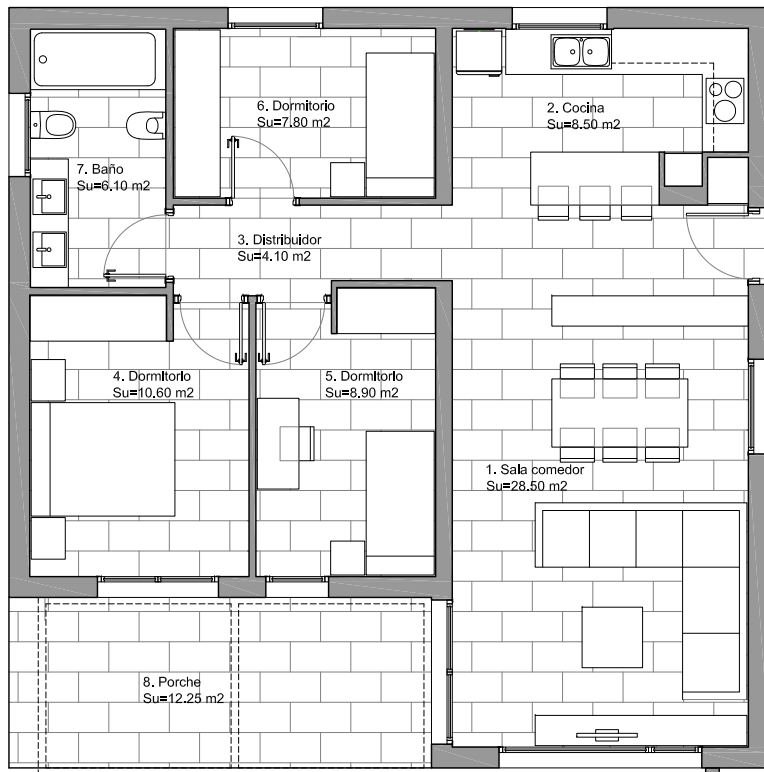 6. Dormitorio
Su=7.80 m2
2. Cocina
Su=8.50 m2
7. Baño
Su=6.10 m2
3. Distribuidor
Su=4.10 m2
4. Dormitorio
Su=10.60 m2
5. Dormitorio
Su=8.90 m2
1. Sala comedor
Su=28.50 m2
8. Porche
Su=12.25 m2